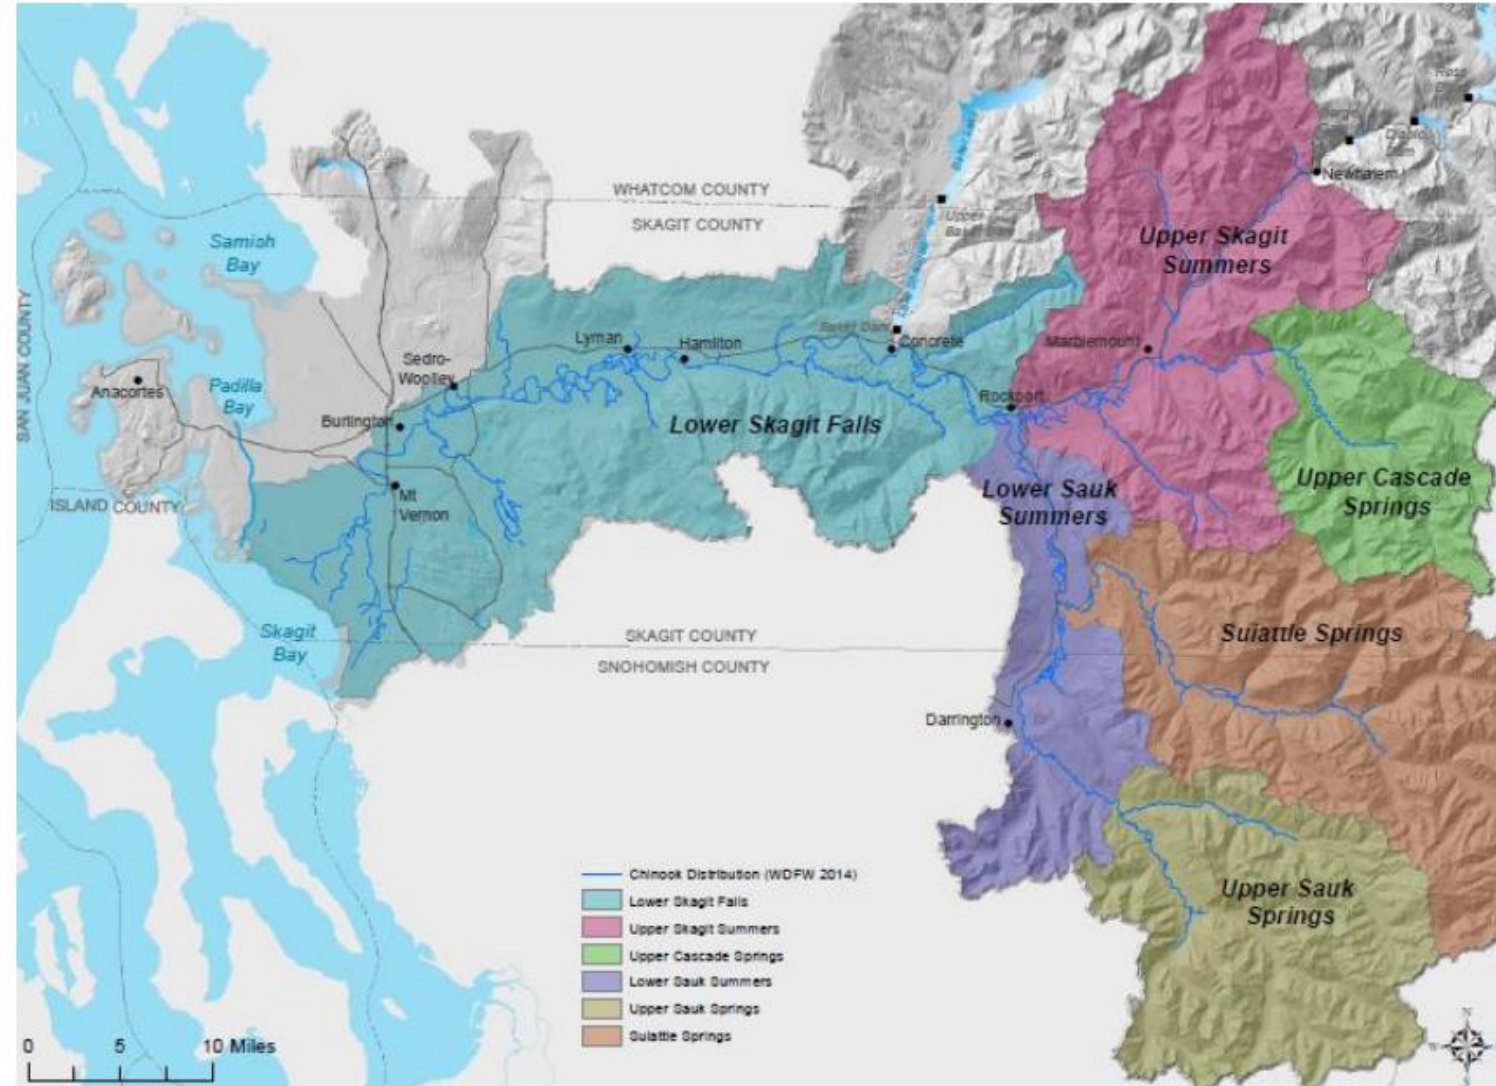 WHATCOM COUNTY
SKAGIT COUNTY
Samish
Bay
Newhalem
Upper Skagit
Summers
SAN JUAN COUNTY
Lyman
Hamilton
Concrete
Marblemount
Sedro-
Woolley
Anacortes
Padilla
Bay
Burlington
Rockport
Lower Skagit Falls
Mt
Vernon
ISLAND COUNTY
Lower Sauk
Summers
Upper Cascade
Springs
Skagit
Bay
SKAGIT COUNTY
SNOHOMISH COUNTY
Suiattle Springs
Darrington
Upper Sauk
Springs
Chinook Distribution (WDFW 2014)
Lower Skagit Falls
Upper Skagit Summers
Upper Cascade Springs
Lower Sauk Summers
Upper Sauk Springs
Suiattle Springs
0 5 10 Miles
N